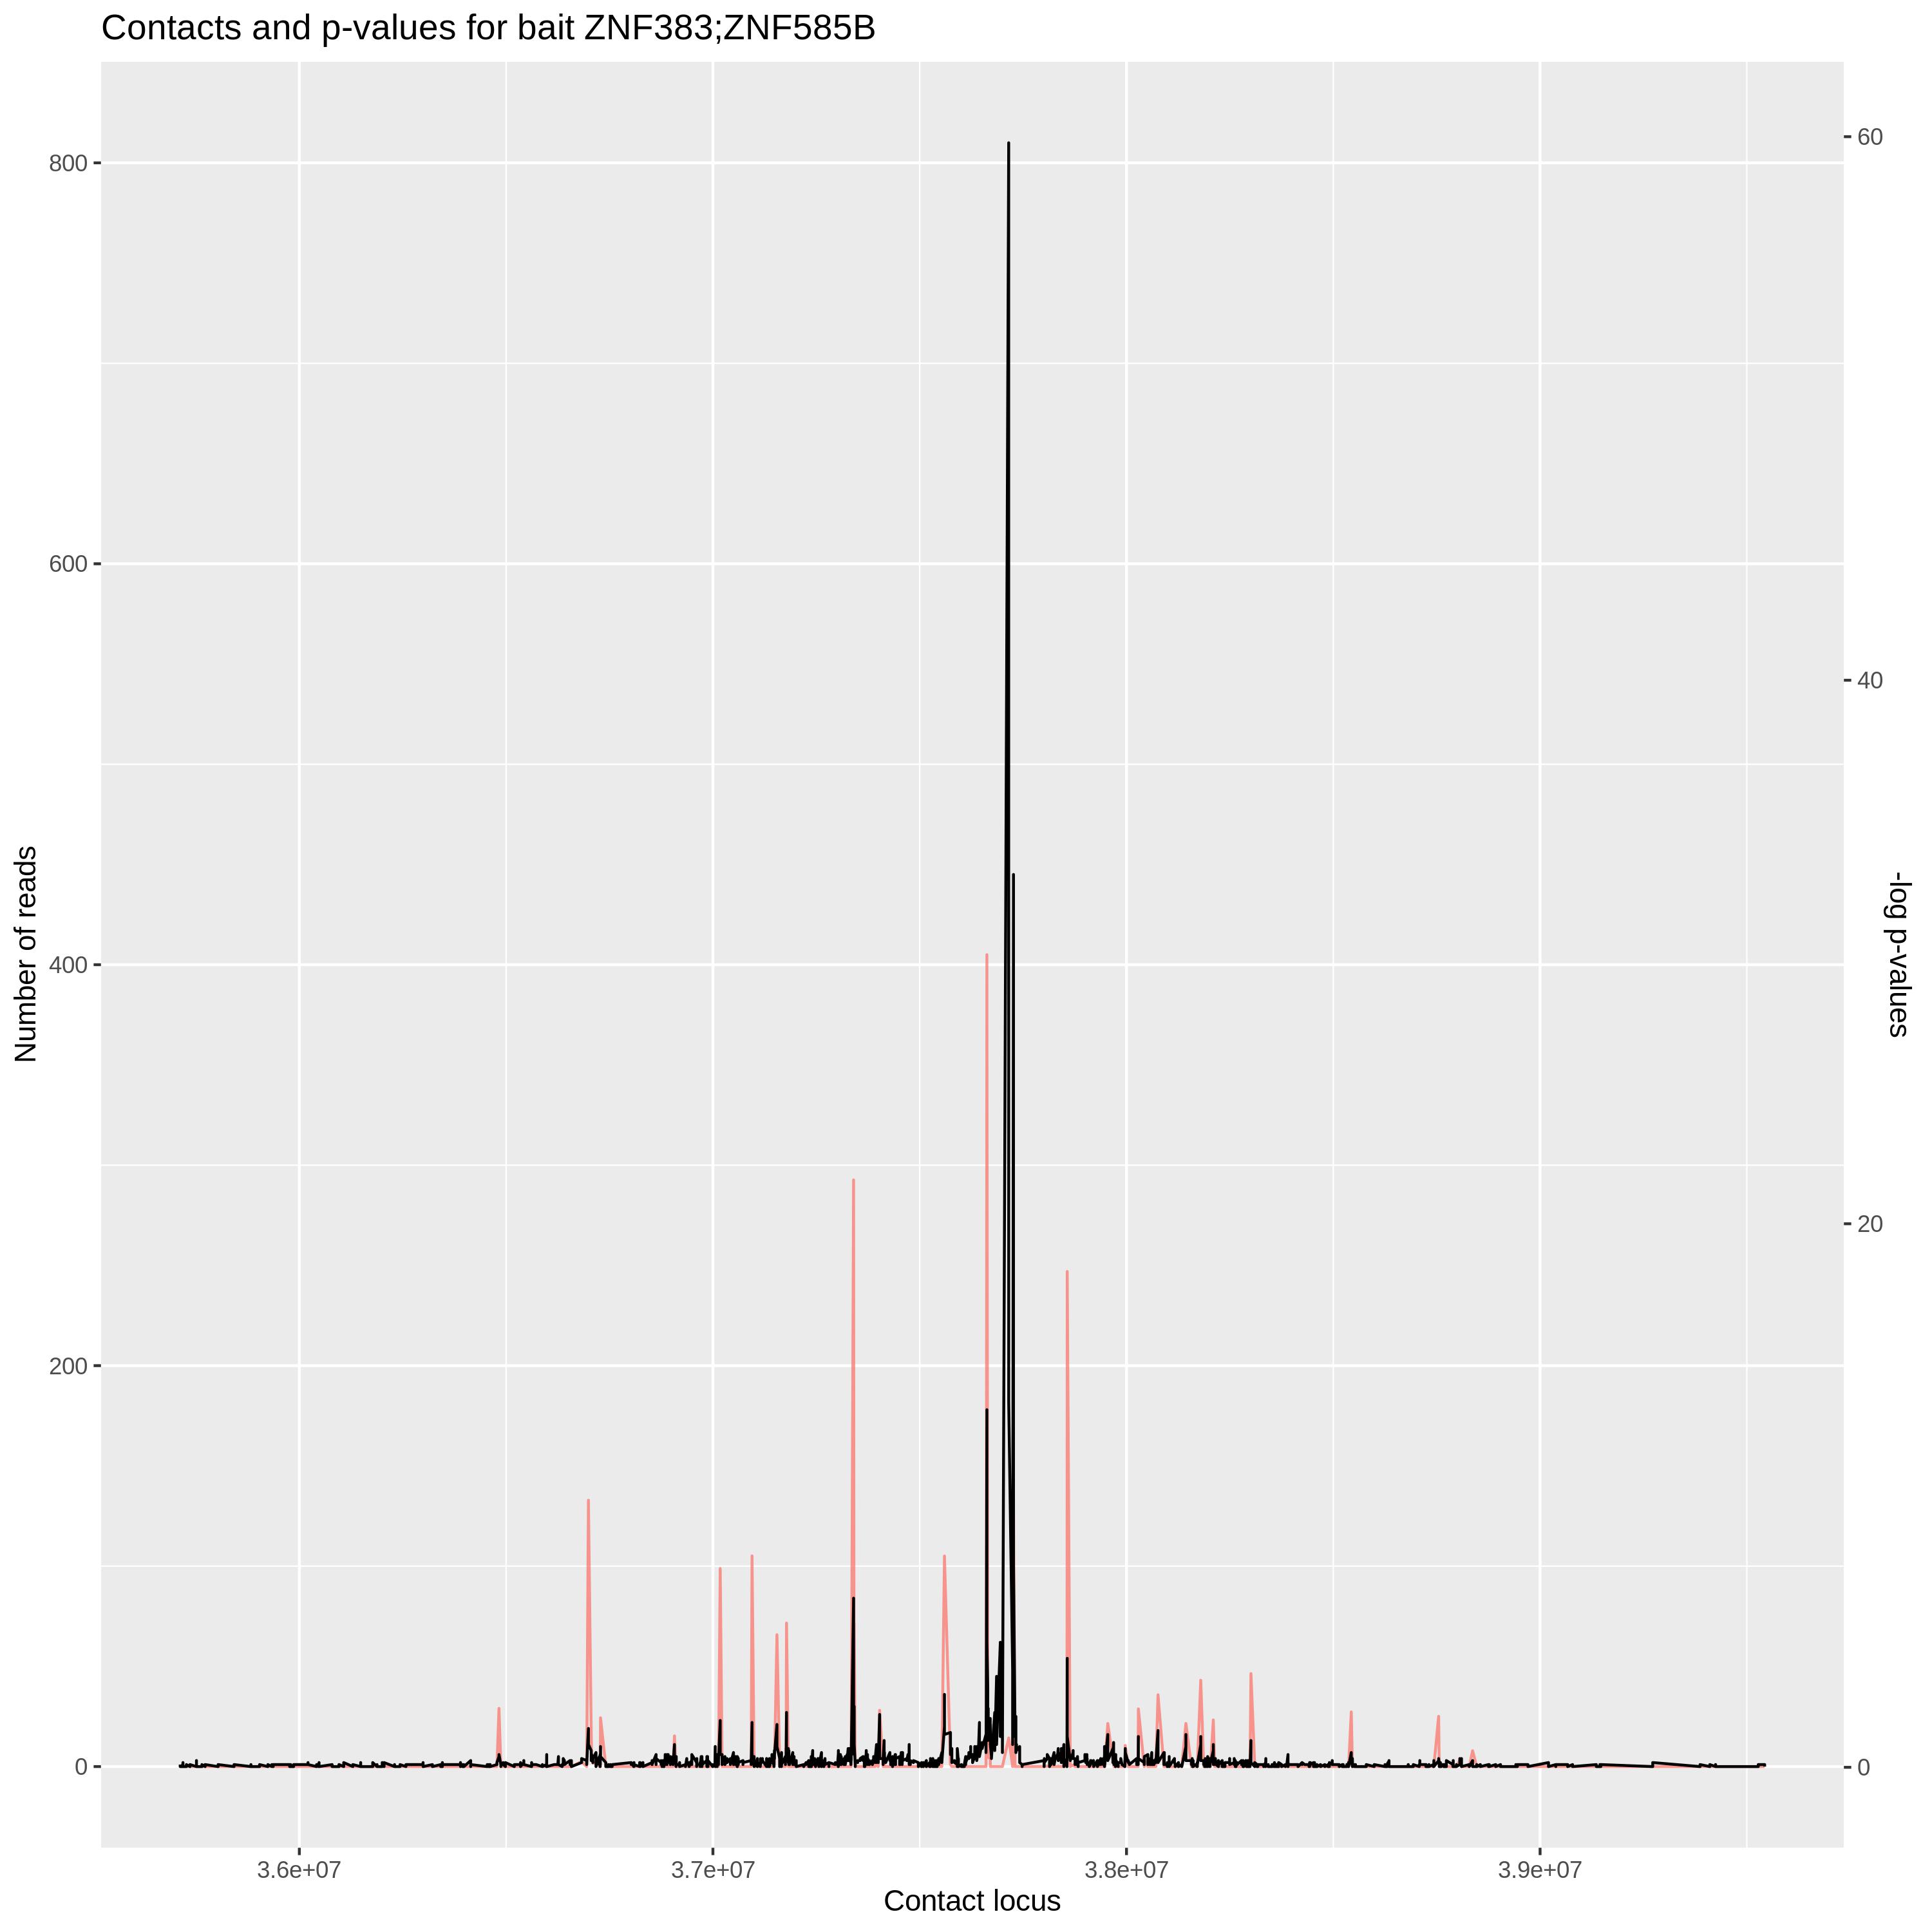 Contacts and p-values for bait ZNF383;ZNF585B
800
600
400
200
0
Number of reads
60
40
20
0
-log p-values
3.6e+07
3.7e+07
3.8e+07
3.9e+07
Contact locus